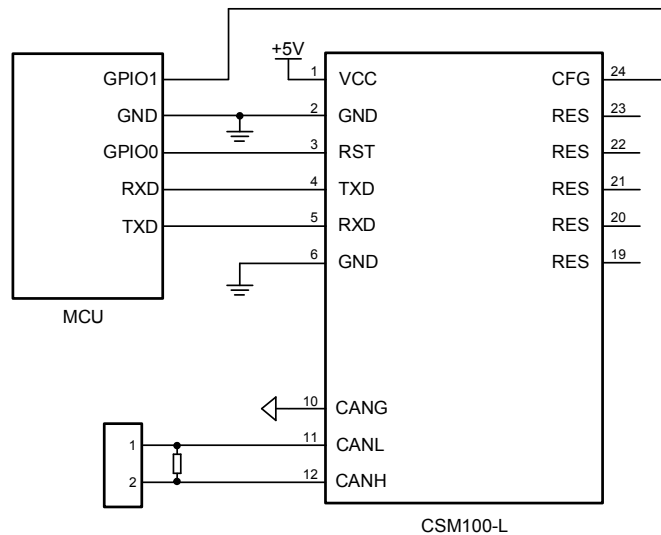 +5V
GPIO1
GND
GPIO0
RXD
TXD
MCU
1 VCC
2 GND
3 RST
4 TXD
5 RXD
6 GND
10 CANG
11 CANL
12 CANH
CFG 24
RES 23
RES 22
RES 21
RES 20
RES 19
1
2
CSM100-L